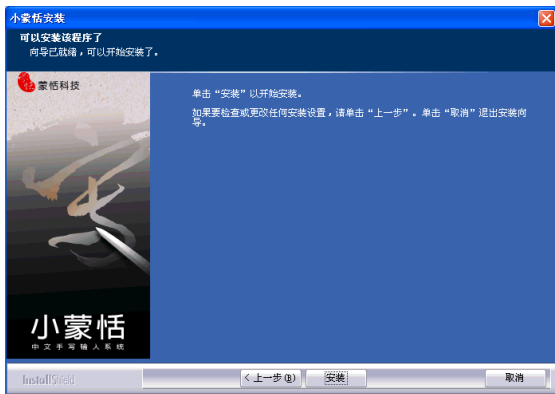 小蒙恬安装
可以安装该程序了
向导已就绪，可以开始安装了。
蒙恬科技
单击“安装”以开始安装。
如果要检查或更改任何安装设置，请单击“上一步”。单击“取消”退出安装向
导。
小蒙恬
中文手写输入系统
InstallShield
< 上一步(B)
安装
取消